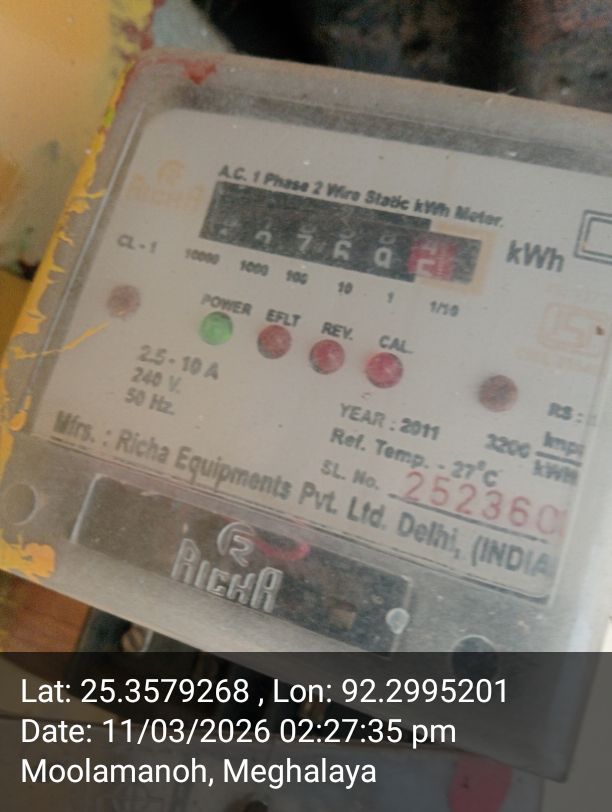 RICHA
A.C. 1 Phase 2 Wire Static kWh Meter.
kWh
CL - 1
10000 1000 100 10 1 1/10
POWER EFLT REV. CAL.
2.5 - 10 A
240 V.
50 Hz.
YEAR : 2011
Ref. Temp. - 27°C
3200
kWh
SL. No.
252360
Mfrs. : Richa Equipments Pvt. Ltd. Delhi, (INDIA
RICHA
Lat: 25.3579268 , Lon: 92.2995201
Date: 11/03/2026 02:27:35 pm
Moolamanoh, Meghalaya